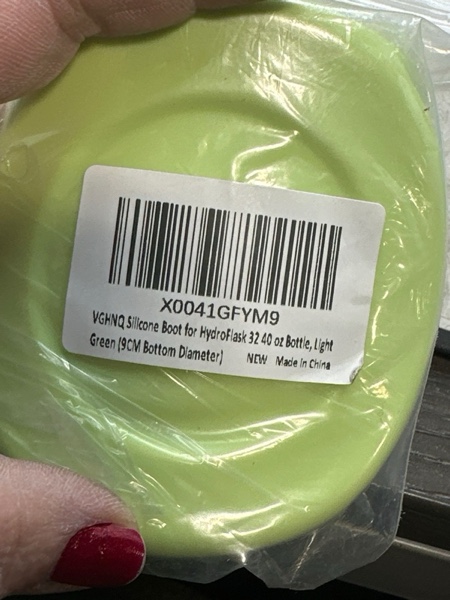 X0041GFYM9
VGHNQ Silicone Boot for HydroFlask 32 40 oz Bottle, Light
Green (9CM Bottom Diameter) NEW Made in China